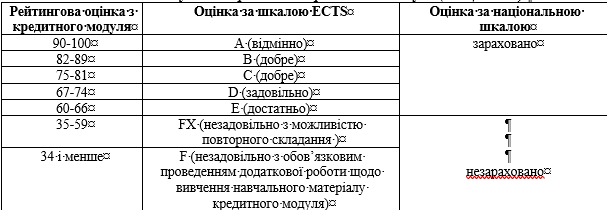 Рейтингова оцінка з кредитного модуля¤ Оцінка за шкалою ECTS¤ Оцінка за національною шкалою¤
90-100¤ A (відмінно)¤ зараховано¤
82-89¤ B (добре)¤
75-81¤ C (добре)¤
67-74¤ D (задовільно)¤
60-66¤ E (достатньо)¤
35-59¤ FX (незадовільно з можливістю
повторного складання )¤
34 і менше¤ F (незадовільно з обов’язковим
проведенням додаткової роботи щодо
вивчення навчального матеріалу
кредитного модуля)¤
¶
¶
¶
незараховано¤